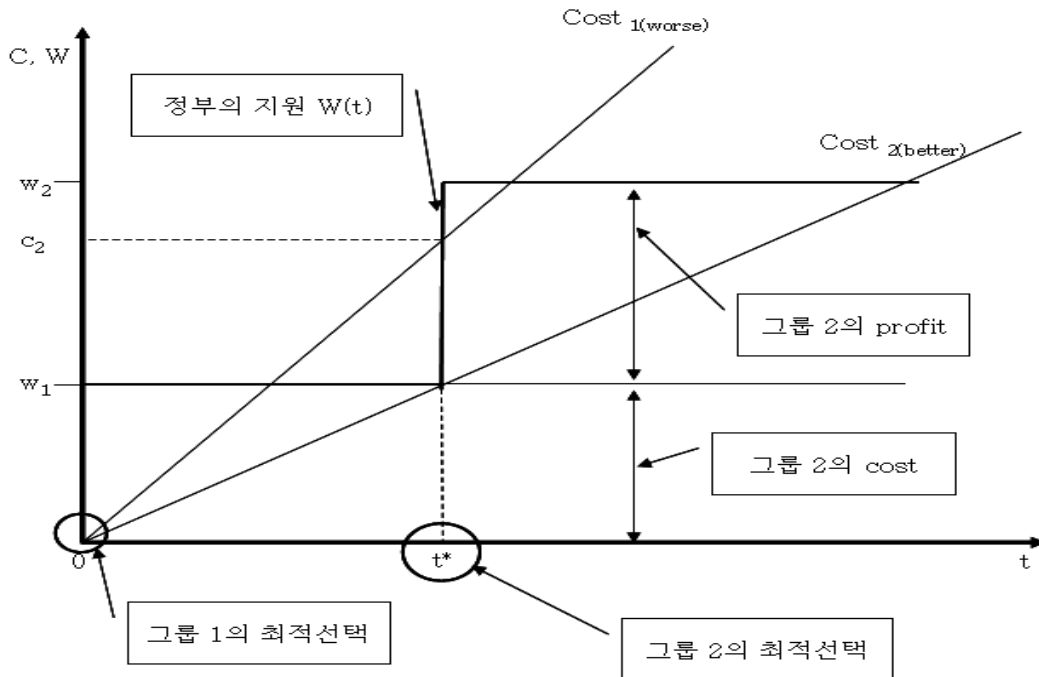 Cost 1(worse)
C, W
정부의 지원 W(t)
Cost 2(better)
w2
c2
그룹 2의 profit
w1
그룹 2의 cost
0
t*
t
그룹 1의 최적선택
그룹 2의 최적선택